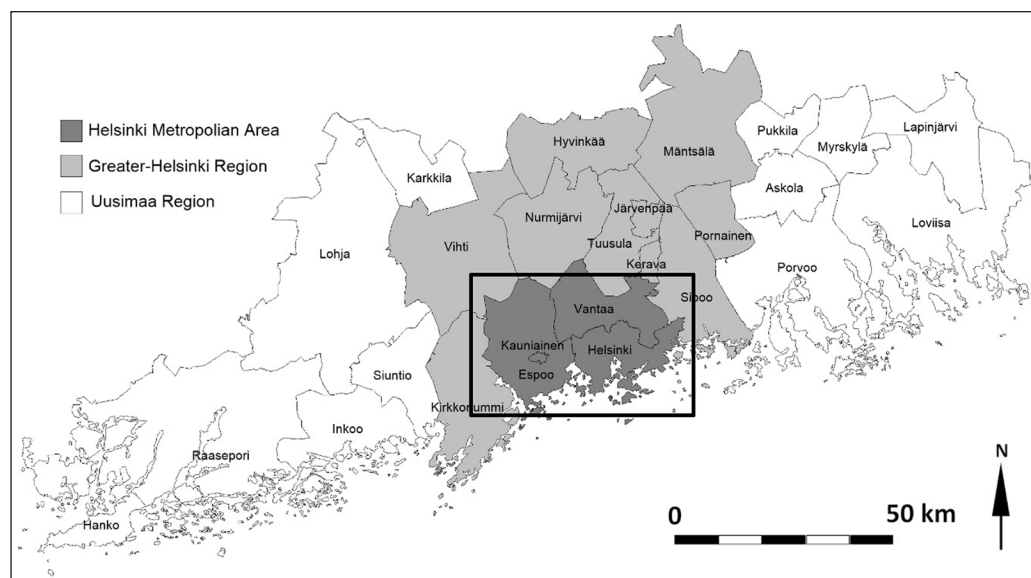 Helsinki Metropolian Area
Greater-Helsinki Region
Uusimaa Region
Hyvinkää
Mäntsälä
Pukkila
Myrskylä
Lapinjärvi
Karkkila
Askola
Nurmijärvi
Järvenpää
Loviisa
Lohja
Vihti
Tuusula
Pornainen
Kerava
Porvoo
Sipoo
Vantaa
Kauniainen
Helsinki
Espoo
Siuntio
Kirkkonummi
Inkoo
Raasepori
Hanko
N
0
50 km